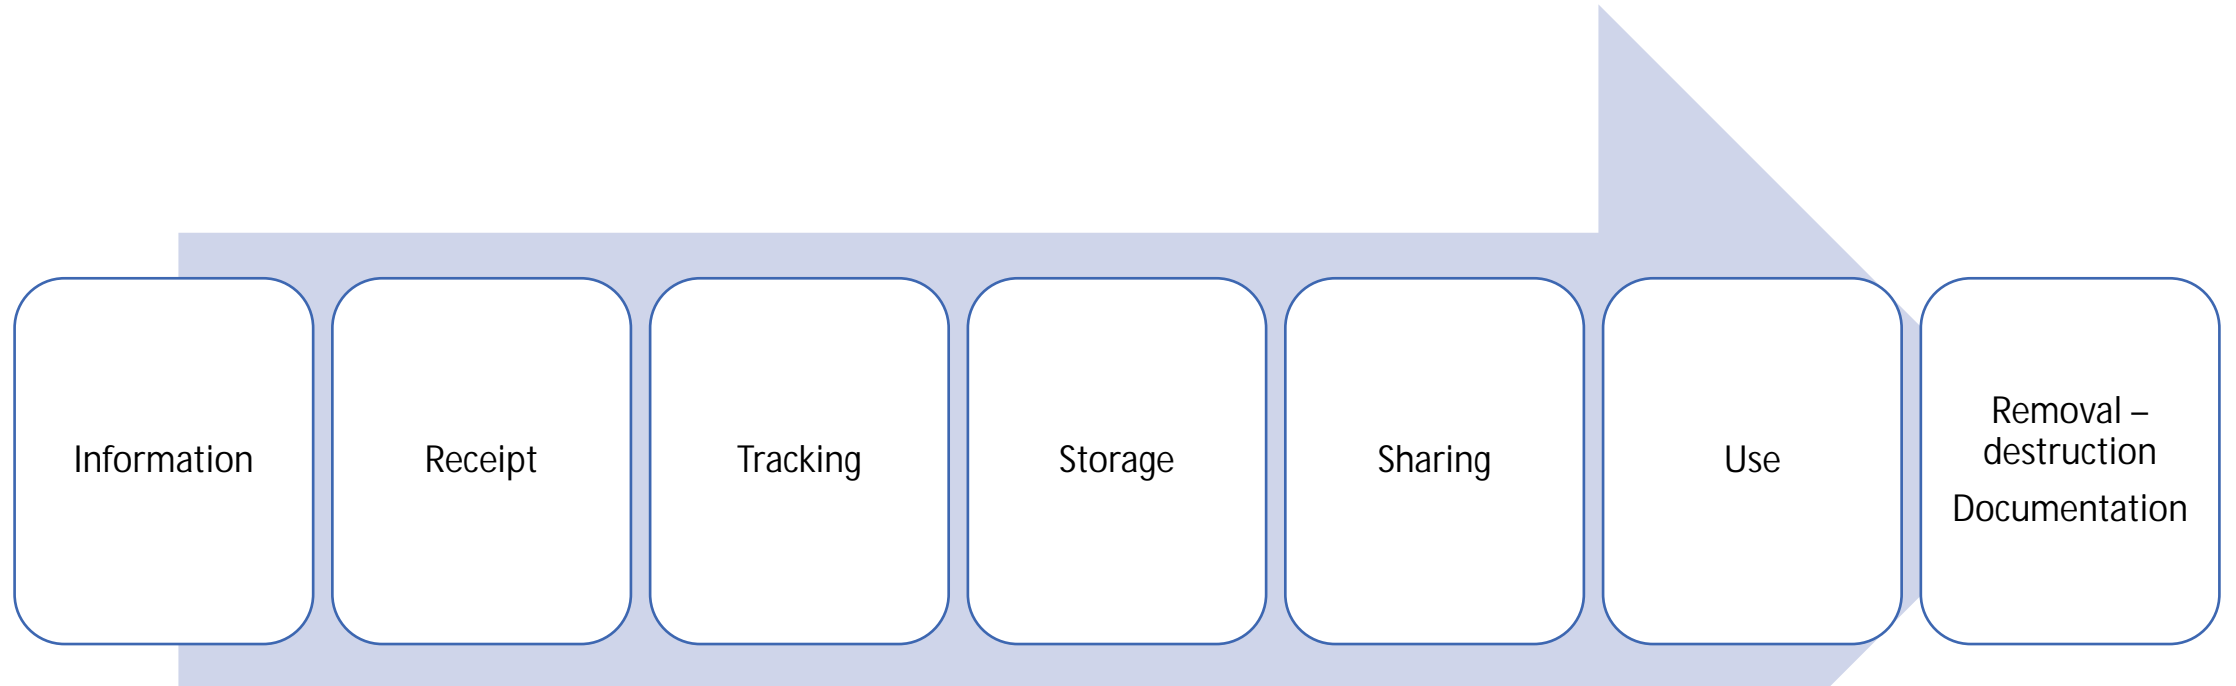 Information
Receipt
Tracking
Storage
Sharing
Use
Removal –
destruction
Documentation